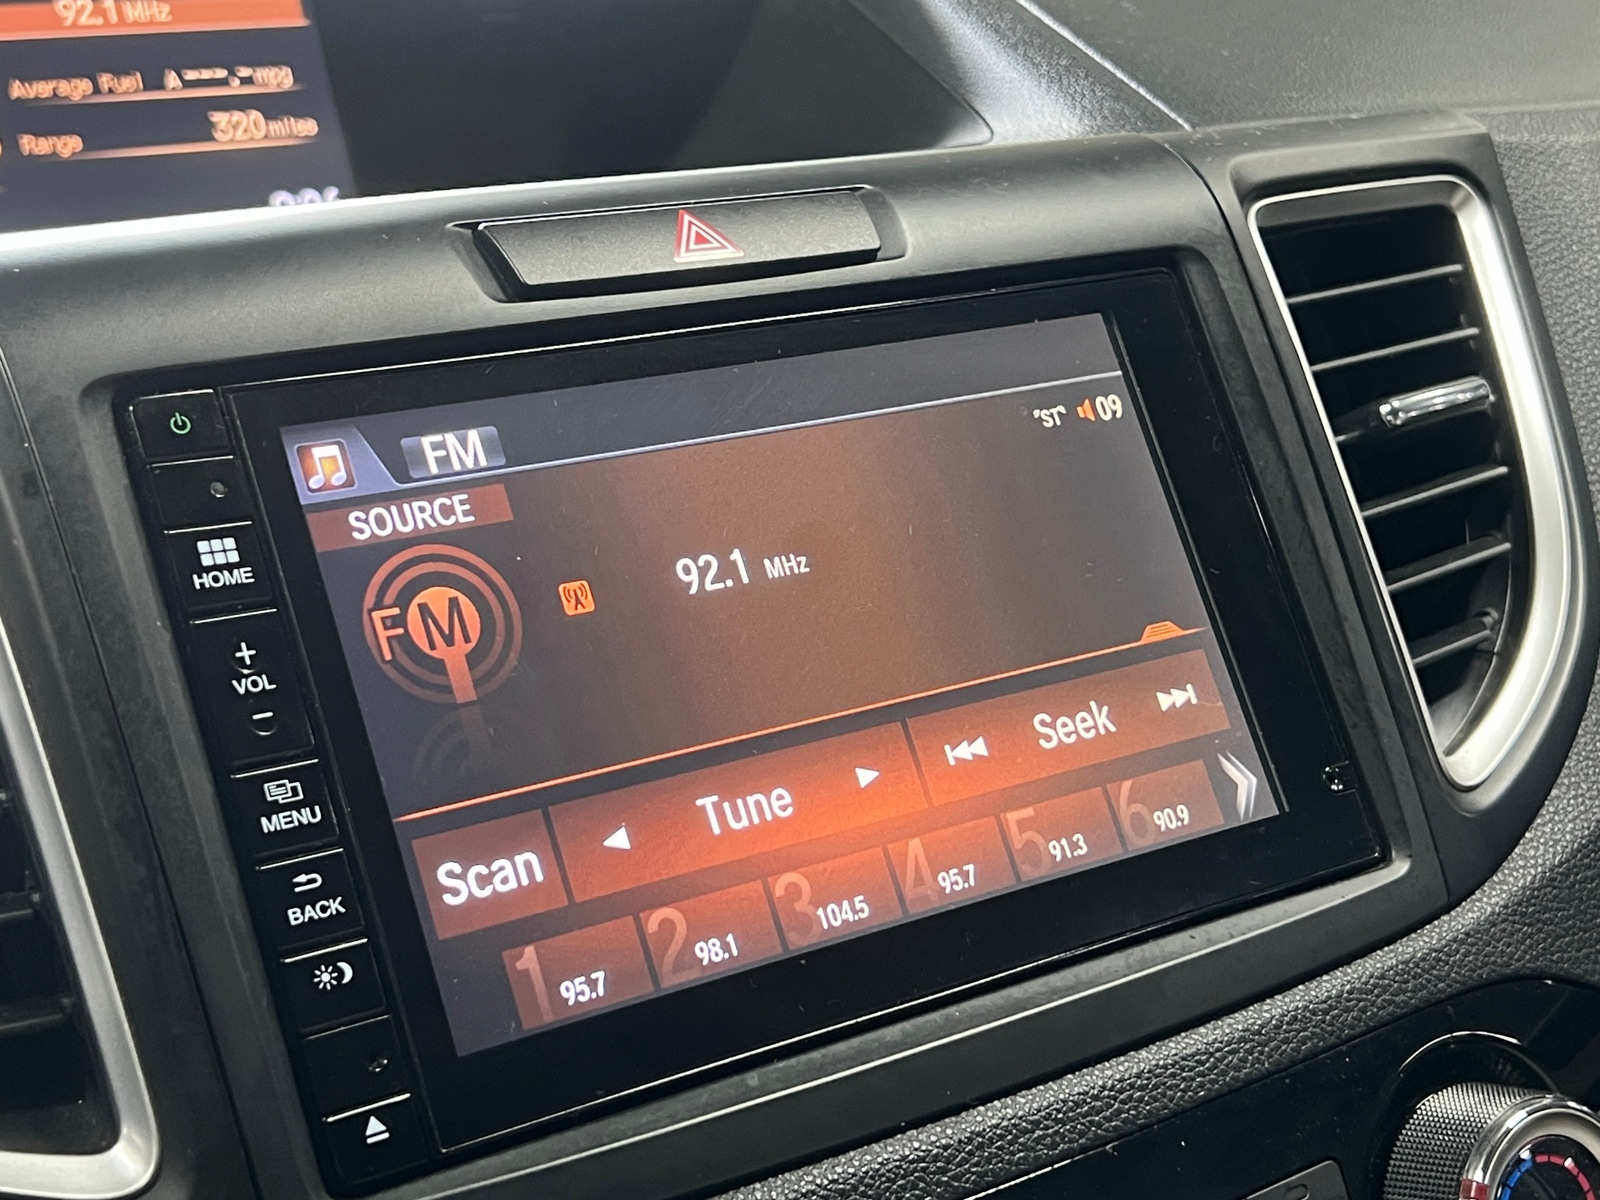 92.1 MHz
Average Fuel A---.-mpg
Range 320 miles
FM
"ST" 09
SOURCE
FM
92.1 MHz
HOME
+
VOL
-
Tune
Seek
Scan
MENU
BACK
1 95.7
2 98.1
3 104.5
4 95.7
5 91.3
6 90.9